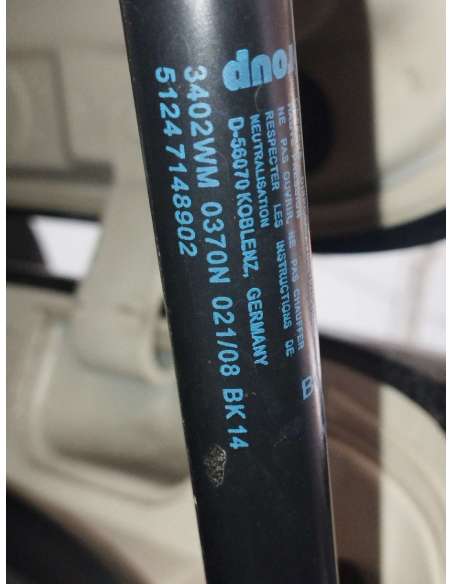 roup
B
NE PAS OUVRIR, NE PAS CHAUFFER
RESPECTER LES INSTRUCTIONS DE
NEUTRALISATION
D-56070 KOBLENZ, GERMANY
3402WM 0370N 021/08 BK14
5124 7148902